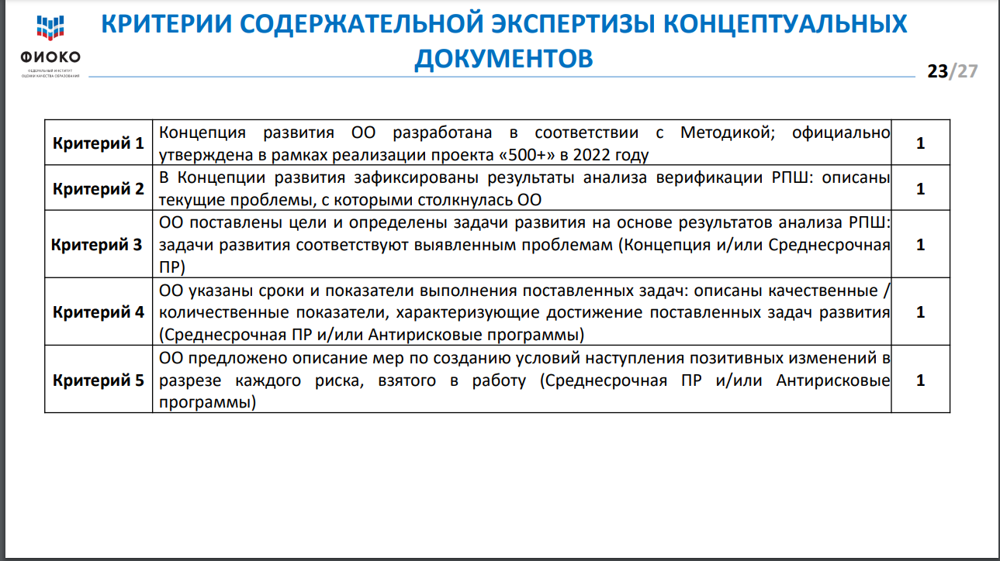 КРИТЕРИИ СОДЕРЖАТЕЛЬНОЙ ЭКСПЕРТИЗЫ КОНЦЕПТУАЛЬНЫХ
ДОКУМЕНТОВ
ФИОКО
ФЕДЕРАЛЬНЫЙ ИНСТИТУТ
ОЦЕНКИ КАЧЕСТВА ОБРАЗОВАНИЯ
23/27
Критерий 1
Концепция развития ОО разработана в соответствии с Методикой; официально
утверждена в рамках реализации проекта «500+» в 2022 году
1
Критерий 2
В Концепции развития зафиксированы результаты анализа верификации РПШ: описаны
текущие проблемы, с которыми столкнулась ОО
1
Критерий 3
ОО поставлены цели и определены задачи развития на основе результатов анализа РПШ:
задачи развития соответствуют выявленным проблемам (Концепция и/или Среднесрочная
ПР)
1
Критерий 4
ОО указаны сроки и показатели выполнения поставленных задач: описаны качественные /
количественные показатели, характеризующие достижение поставленных задач развития
(Среднесрочная ПР и/или Антирисковые программы)
1
Критерий 5
ОО предложено описание мер по созданию условий наступления позитивных изменений в
разрезе каждого риска, взятого в работу (Среднесрочная ПР и/или Антирисковые
программы)
1